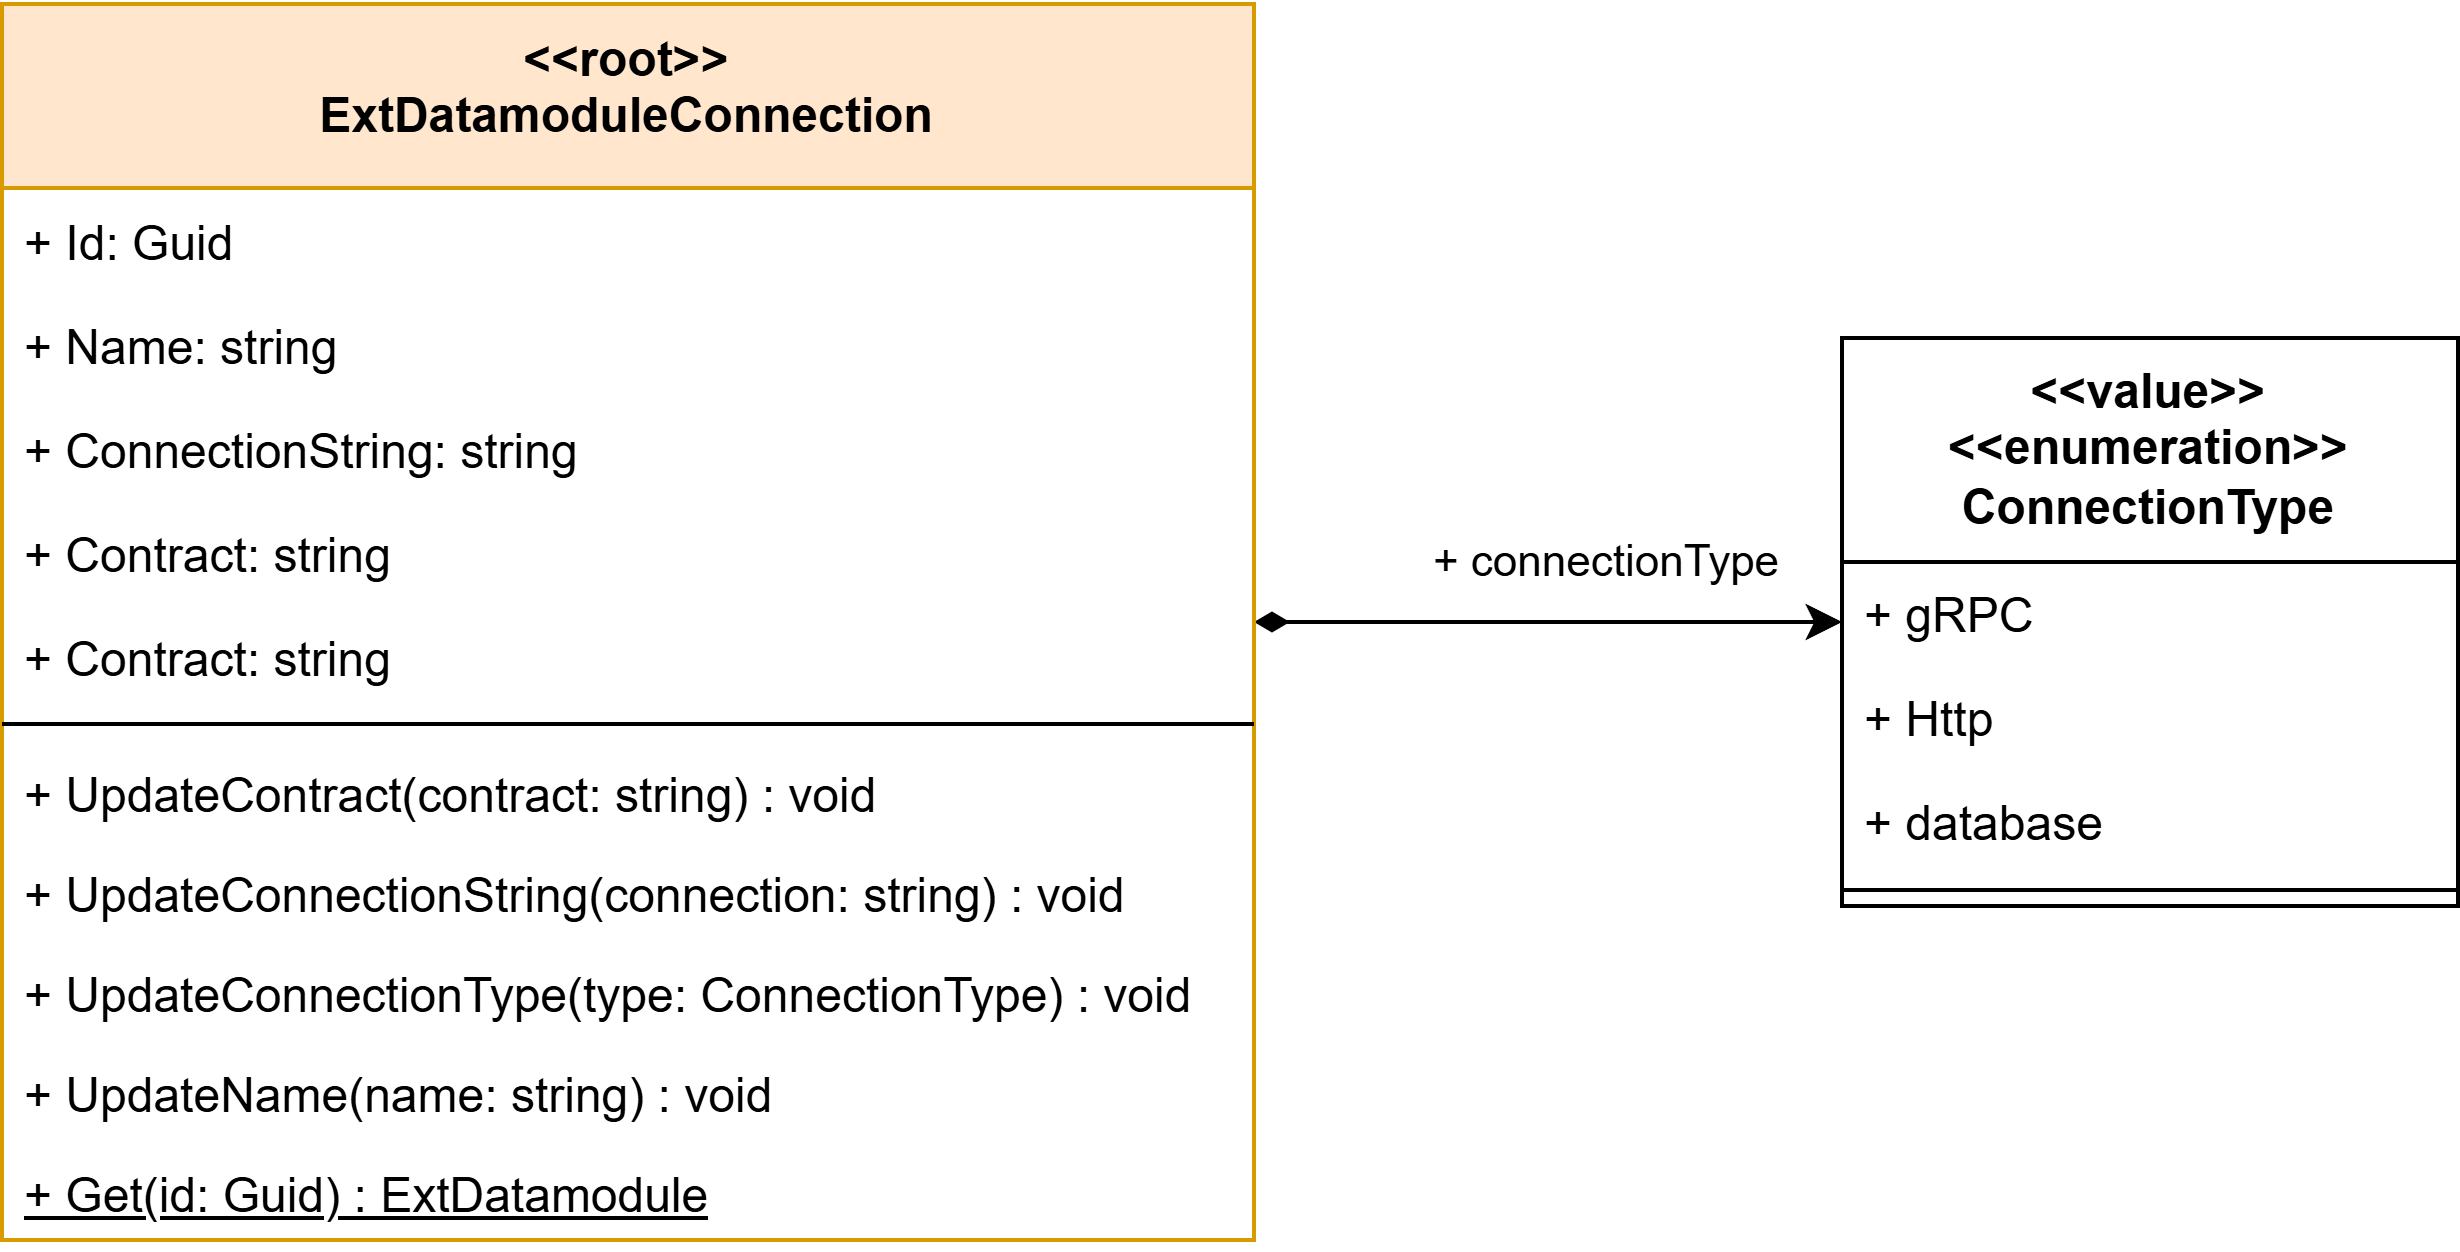 <<root>>
ExtDatamoduleConnection
+ Id: Guid
+ Name: string
+ ConnectionString: string
+ Contract: string
+ Contract: string
+ UpdateContract(contract: string) : void
+ UpdateConnectionString(connection: string) : void
+ UpdateConnectionType(type: ConnectionType) : void
+ UpdateName(name: string) : void
+ Get(id: Guid) : ExtDatamodule
+ connectionType
<<value>>
<<enumeration>>
ConnectionType
+ gRPC
+ Http
+ database